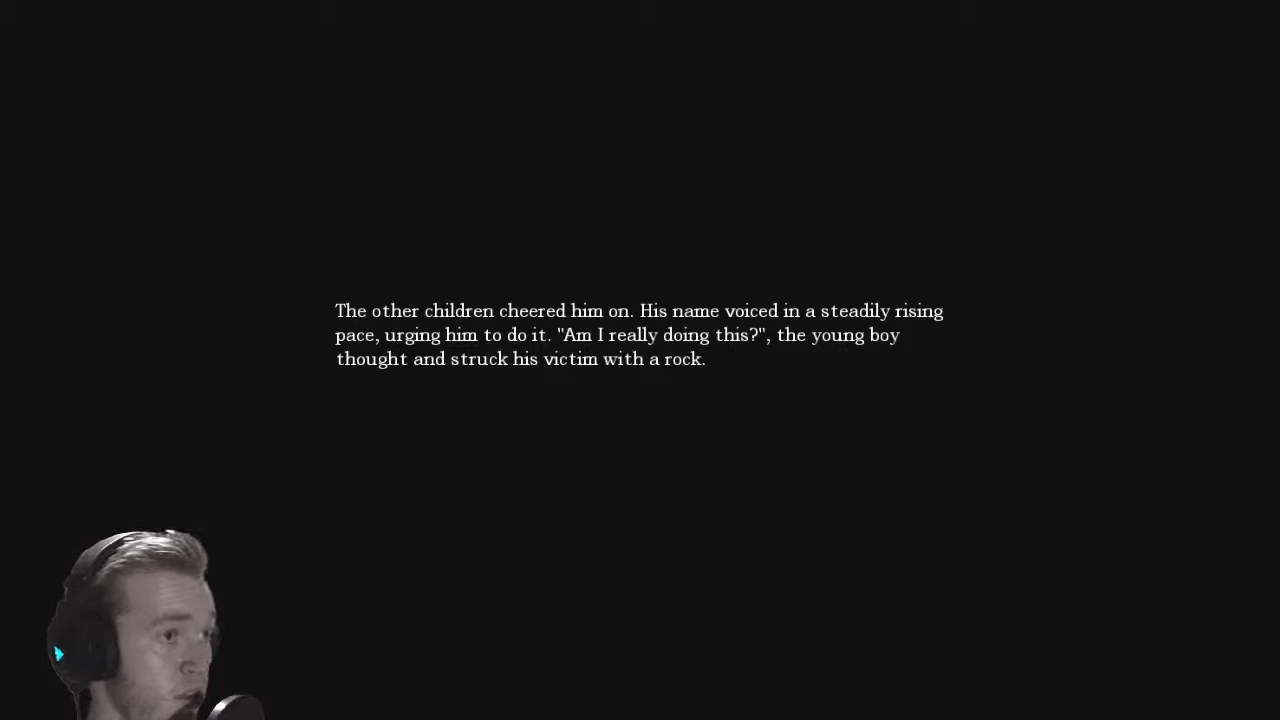 The other children cheered him on. His name voiced in a steadily rising
pace, urging him to do it. "Am I really doing this?", the young boy
thought and struck his victim with a rock.